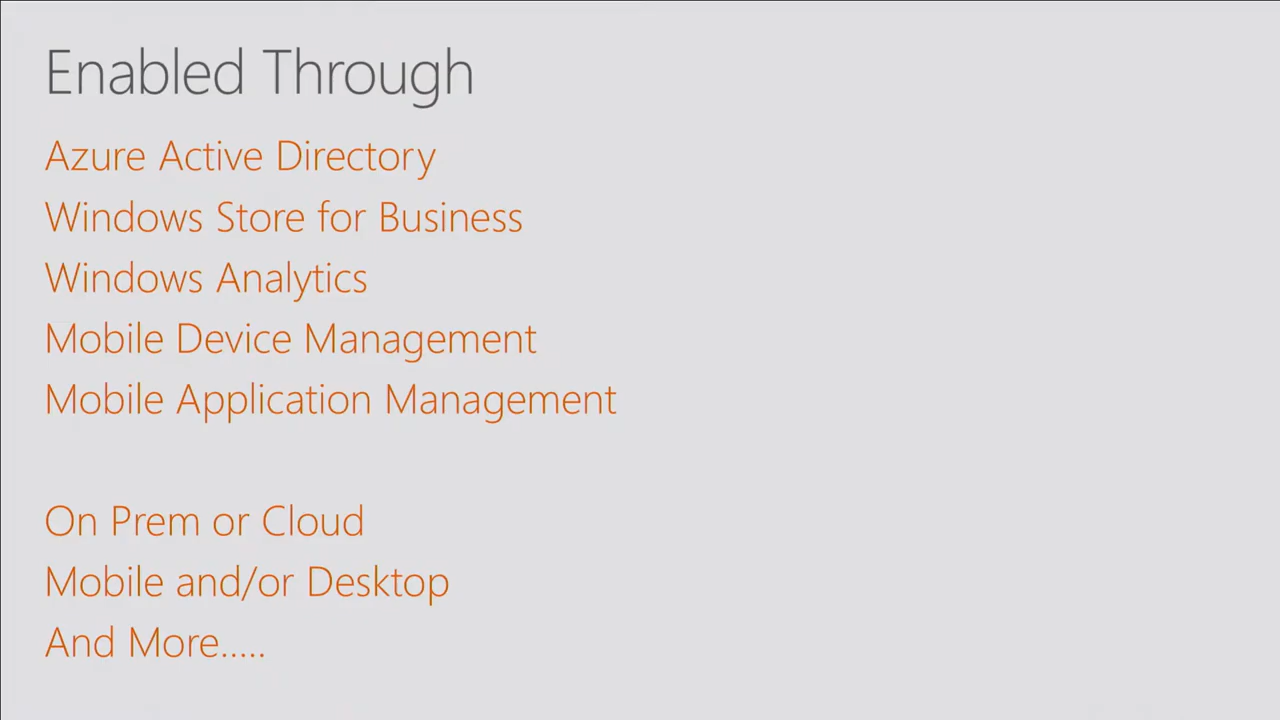 Enabled Through
Azure Active Directory
Windows Store for Business
Windows Analytics
Mobile Device Management
Mobile Application Management
On Prem or Cloud
Mobile and/or Desktop
And More.....